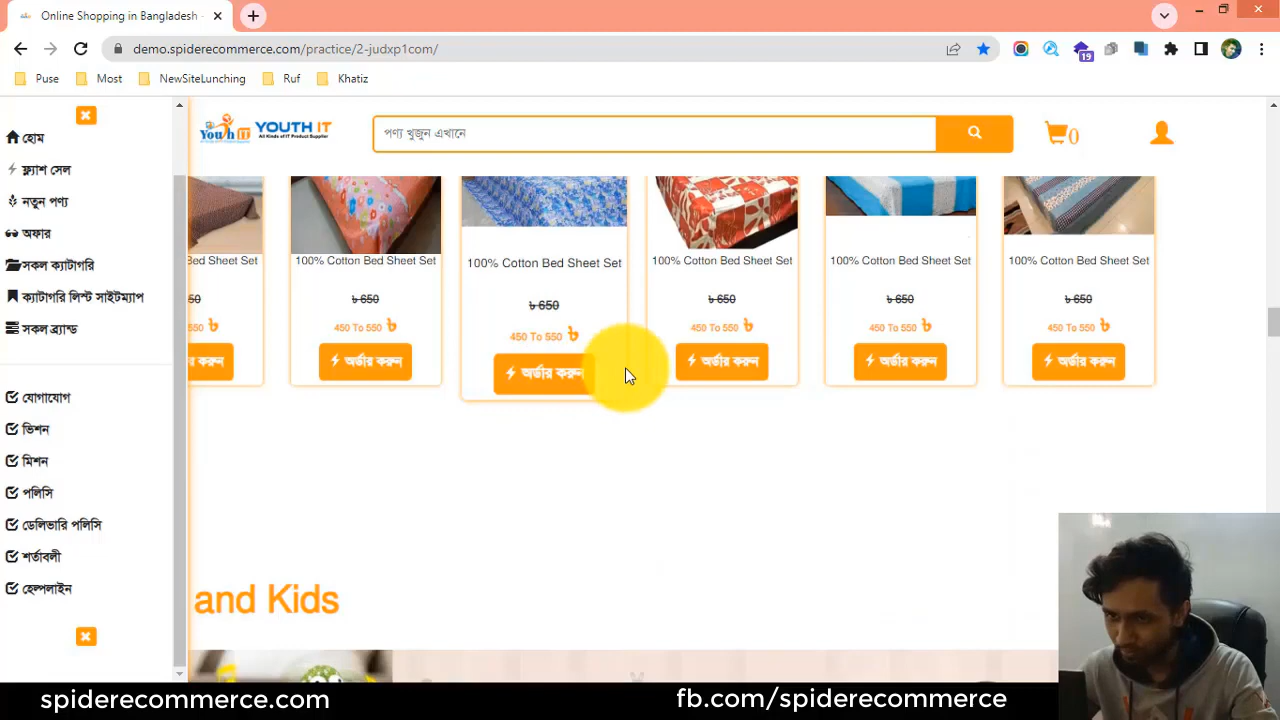 Online Shopping in Bangladesh -
demo.spiderecommerce.com/practice/2-judxp1com/
19
Puse
Most
NewSiteLunching
Ruf
Khatiz
হোম
ফ্ল্যাশ সেল
নতুন পণ্য
অফার
সকল ক্যাটাগরি
ক্যাটাগরি লিস্ট সাইটম্যাপ
সকল ব্র্যান্ড
যোগাযোগ
ভিশন
মিশন
পলিসি
ডেলিভারি পলিসি
শর্তাবলী
হেল্পলাইন
Youth IT YOUTH IT
All Kinds of IT Product Supplier
পণ্য খুজুন এখানে
0
Bed Sheet Set
50
550 ৳
র করুন
100% Cotton Bed Sheet Set
৳ 650
450 To 550 ৳
অর্ডার করুন
100% Cotton Bed Sheet Set
৳ 650
450 To 550 ৳
অর্ডার করুন
100% Cotton Bed Sheet Set
৳ 650
450 To 550 ৳
অর্ডার করুন
100% Cotton Bed Sheet Set
৳ 650
450 To 550 ৳
অর্ডার করুন
100% Cotton Bed Sheet Set
৳ 650
450 To 550 ৳
অর্ডার করুন
and Kids
spiderecommerce.com
fb.com/spiderecommerce